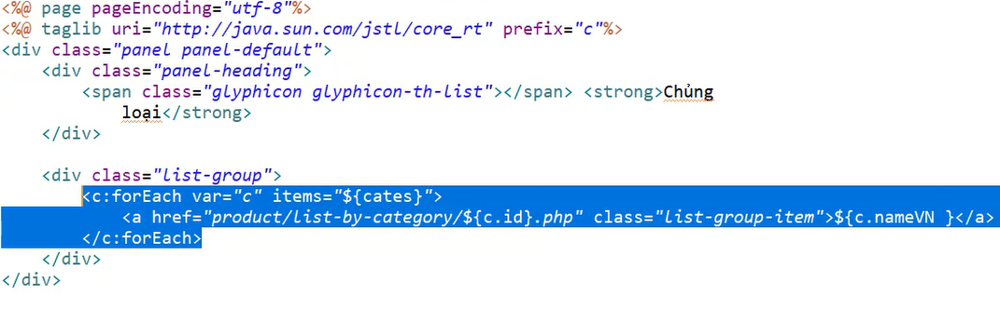 <%@ page pageEncoding="utf-8"%>
<%@ taglib uri="http://java.sun.com/jstl/core_rt" prefix="c"%>
<div class="panel panel-default">
    <div class="panel-heading">
        <span class="glyphicon glyphicon-th-list"></span> <strong>Chủng
            loại</strong>
    </div>
    <div class="list-group">
        <c:forEach var="c" items="${cates}">
            <a href="product/list-by-category/${c.id}.php" class="list-group-item">${c.nameVN }</a>
        </c:forEach>
    </div>
</div>